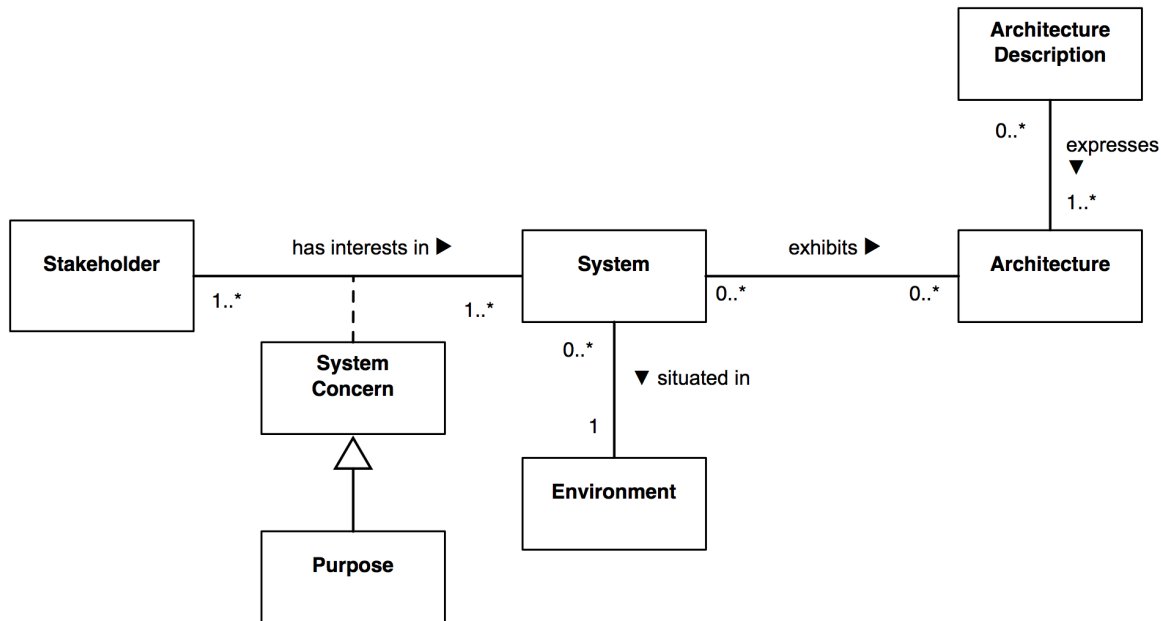 Architecture
Description
0..*
expresses
▼
1..*
Stakeholder
has interests in ►
System
exhibits ►
Architecture
1..*
1..*
0..*
0..*
System
Concern
0..*
▼ situated in
1
Environment
Purpose